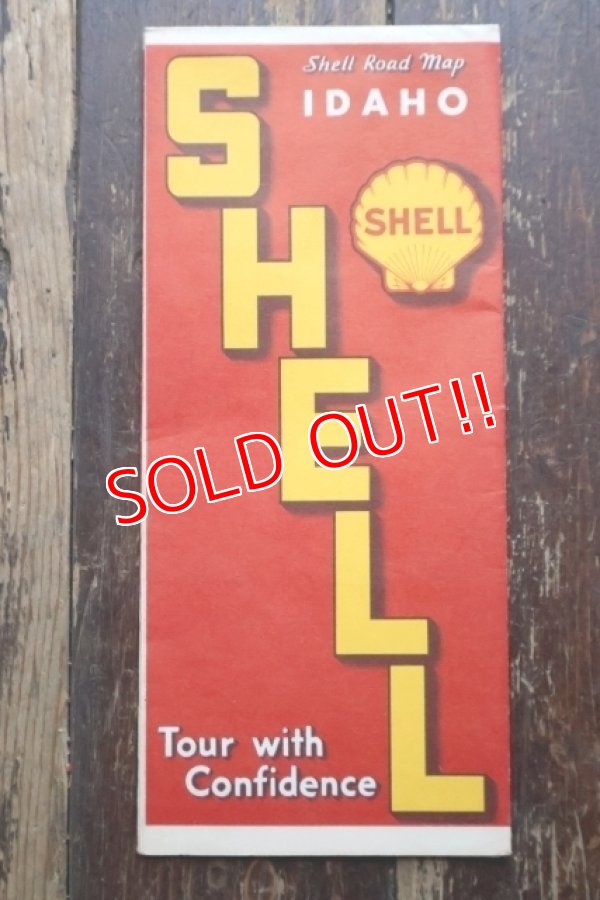 Shell Road Map
IDAHO
SHELL
SHELL
SOLD OUT!!
Tour with
Confidence